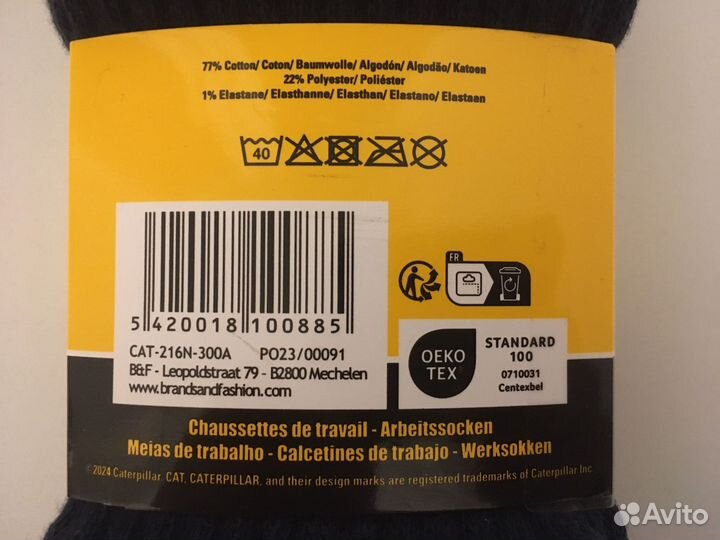 77% Cotton/ Coton/ Baumwolle/ Algodón/ Algodão/ Katoen
22% Polyester/ Poliéster
1% Elastane/ Elasthanne/ Elasthan/ Elastano/ Elastaan
40
FR
5 420018 100885
CAT-216N-300A PO23/00091
B&F - Leopoldstraat 79 - B2800 Mechelen
www.brandsandfashion.com
OEKO
TEX®
STANDARD
100
0710031
Centexbel
Chaussettes de travail - Arbeitssocken
Meias de trabalho - Calcetines de trabajo - Werksokken
©2024 Caterpillar. CAT, CATERPILLAR, and their design marks are registered trademarks of Caterpillar Inc.
Avito